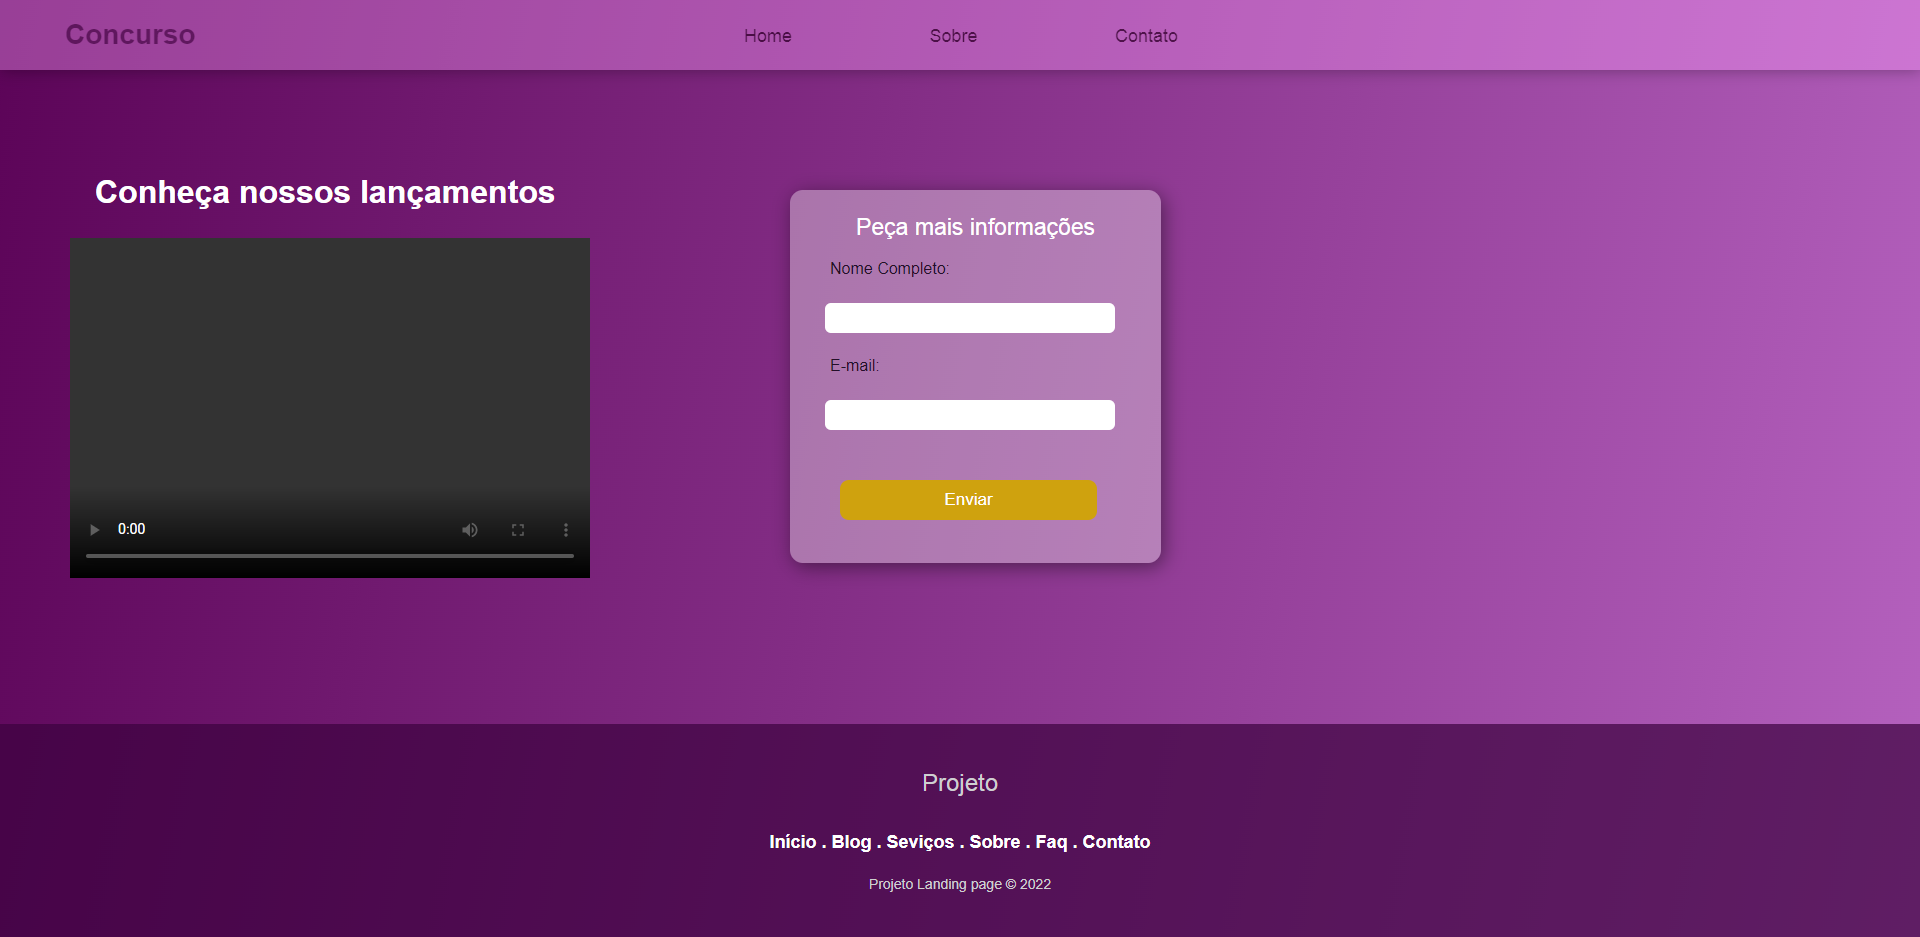 Concurso
Home Sobre Contato
Conheça nossos lançamentos
0:00
Peça mais informações
Nome Completo:
E-mail:
Enviar
Projeto
Início . Blog . Seviços . Sobre . Faq . Contato
Projeto Landing page © 2022